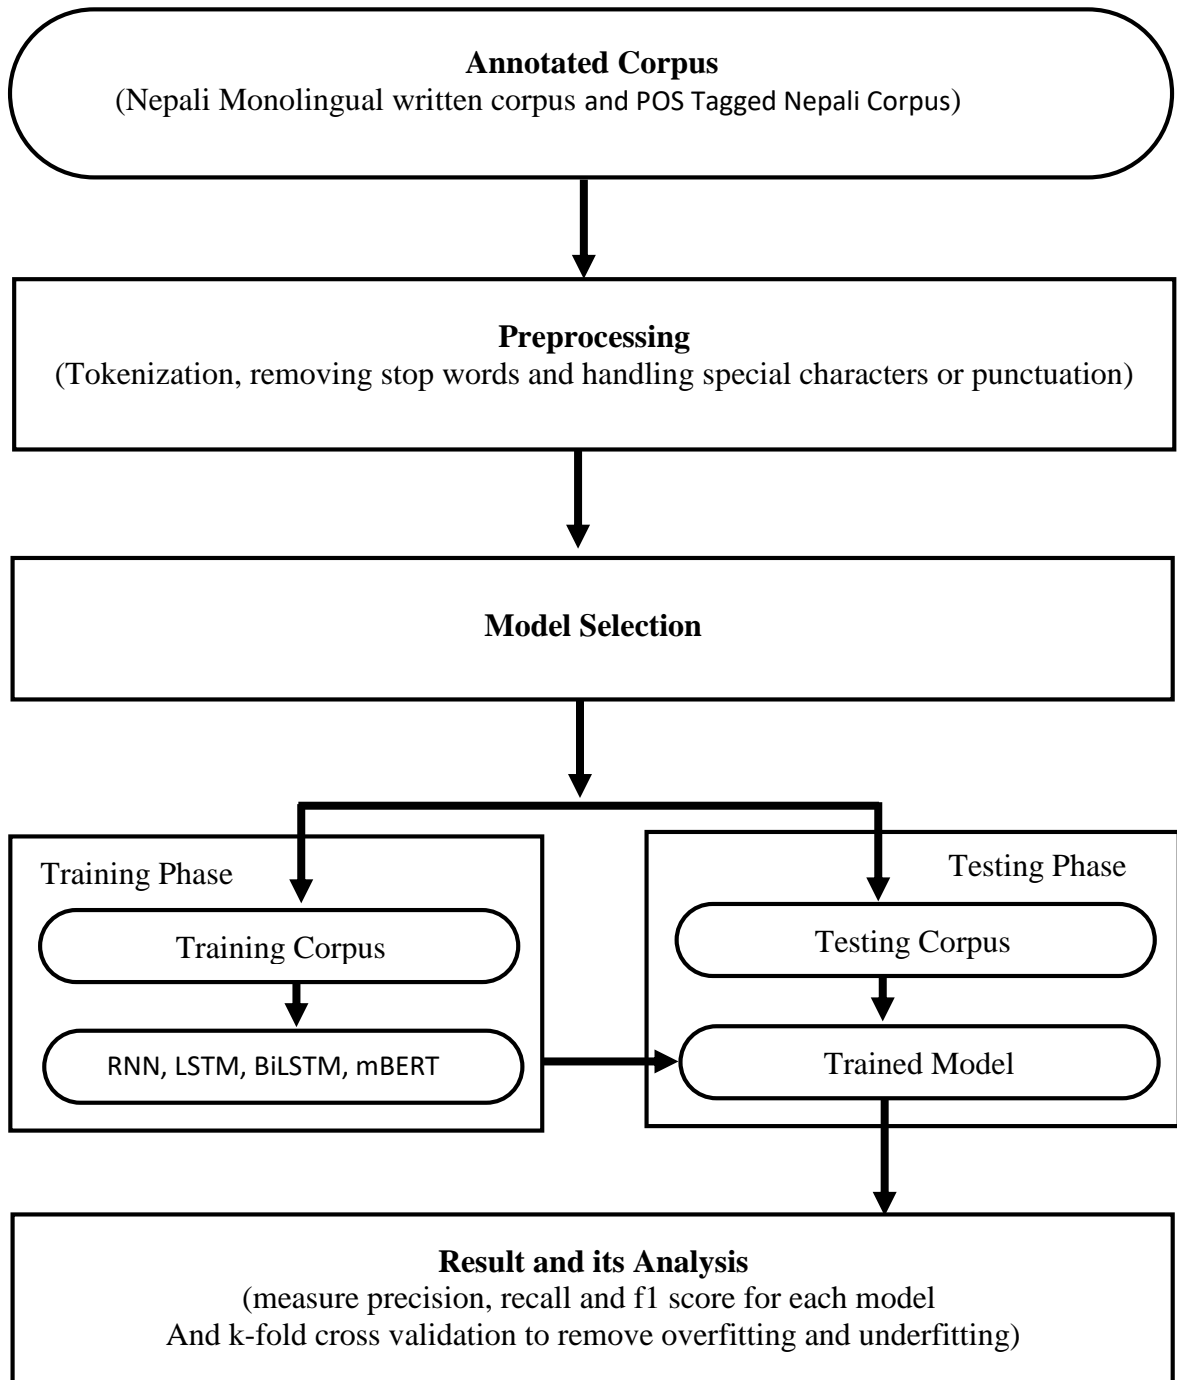 Annotated Corpus
(Nepali Monolingual written corpus and POS Tagged Nepali Corpus)
Preprocessing
(Tokenization, removing stop words and handling special characters or punctuation)
Model Selection
Training Phase
Training Corpus
RNN, LSTM, BiLSTM, mBERT
Testing Phase
Testing Corpus
Trained Model
Result and its Analysis
(measure precision, recall and f1 score for each model
And k-fold cross validation to remove overfitting and underfitting)